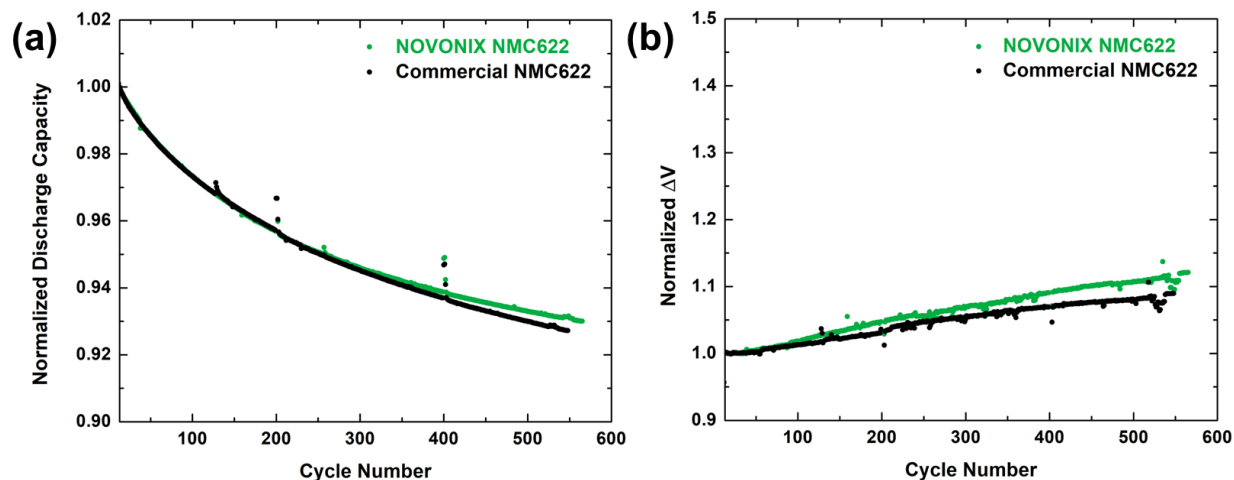 (a)
1.02
1.00
0.98
0.96
0.94
0.92
0.90
Normalized Discharge Capacity
NOVONIX NMC622
Commercial NMC622
100 200 300 400 500 600
Cycle Number
(b)
1.5
1.4
1.3
1.2
1.1
1.0
0.9
Normalized ΔV
NOVONIX NMC622
Commercial NMC622
100 200 300 400 500 600
Cycle Number